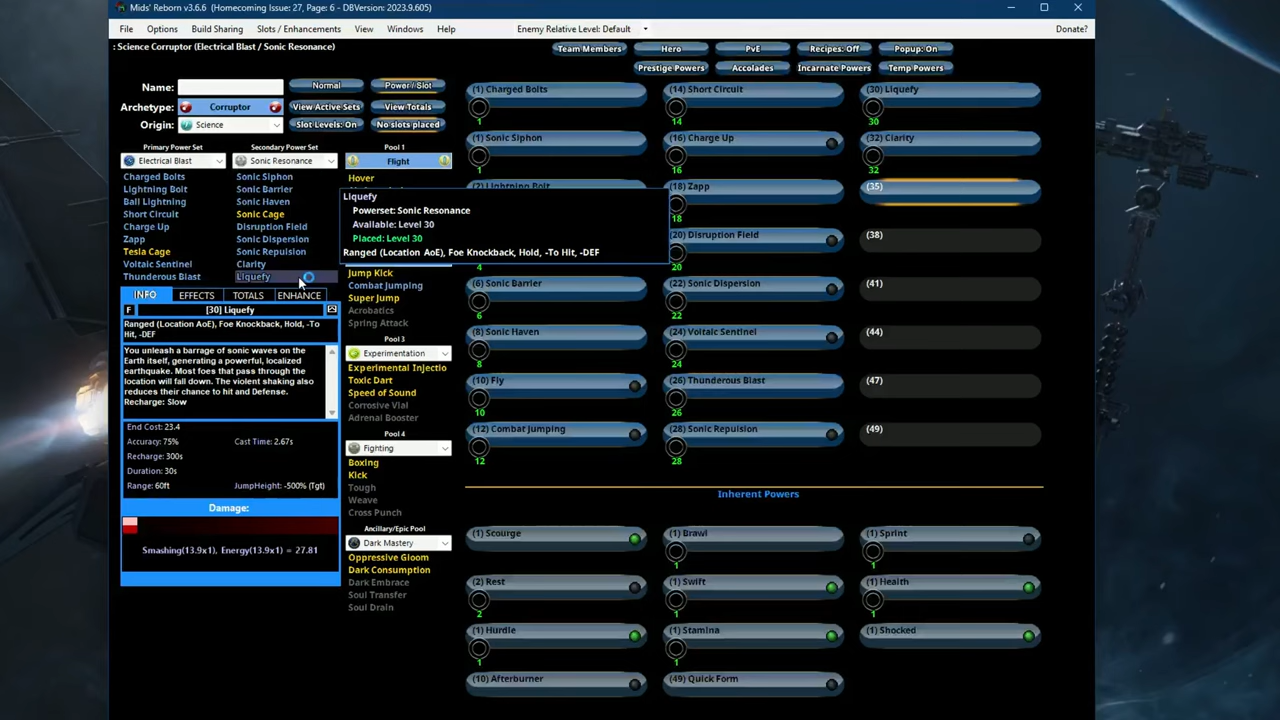 Mids' Reborn v3.6.6 (Homecoming Issue: 27, Page: 6 - DBVersion: 2023.9.605)
File Options Build Sharing Slots / Enhancements View Windows Help Enemy Relative Level: Default Donate?
: Science Corruptor (Electrical Blast / Sonic Resonance)
Team Members Hero PvE Recipes: Off Popup: On
Prestige Powers Accolades Incarnate Powers Temp Powers
Name: Normal Power / Slot
Archetype: Corruptor View Active Sets View Totals
Origin: Science Slot Levels: On No slots placed
Primary Power Set Secondary Power Set Pool 1
Electrical Blast Sonic Resonance Flight
Charged Bolts Sonic Siphon Hover
Lightning Bolt Sonic Barrier
Ball Lightning Sonic Haven
Short Circuit Sonic Cage
Charge Up Disruption Field
Zapp Sonic Dispersion
Tesla Cage Sonic Repulsion
Voltaic Sentinel Clarity
Thunderous Blast Liquefy
Liquefy
Powerset: Sonic Resonance
Available: Level 30
Placed: Level 30
Ranged (Location AoE), Foe Knockback, Hold, -To Hit, -DEF
Jump Kick
Combat Jumping
Super Jump
Acrobatics
Spring Attack
Pool 3
Experimentation
Experimental Injectio
Toxic Dart
Speed of Sound
Corrosive Vial
Adrenal Booster
Pool 4
Fighting
Boxing
Kick
Tough
Weave
Cross Punch
Ancillary/Epic Pool
Dark Mastery
Oppressive Gloom
Dark Consumption
Dark Embrace
Soul Transfer
Soul Drain
INFO EFFECTS TOTALS ENHANCE
F [30] Liquefy
Ranged (Location AoE), Foe Knockback, Hold, -To
Hit, -DEF
You unleash a barrage of sonic waves on the
Earth itself, generating a powerful, localized
earthquake. Most foes that pass through the
location will fall down. The violent shaking also
reduces their chance to hit and Defense.
Recharge: Slow
End Cost: 23.4
Accuracy: 75% Cast Time: 2.67s
Recharge: 300s
Duration: 30s
Range: 60ft JumpHeight: -500% (Tgt)
Damage:
Smashing(13.9x1), Energy(13.9x1) = 27.81
(1) Charged Bolts (14) Short Circuit (30) Liquefy
1 14 30
(1) Sonic Siphon (16) Charge Up (32) Clarity
1 16 32
(2) Lightning Bolt (18) Zapp (35)
18
(20) Disruption Field (38)
4 20
(6) Sonic Barrier (22) Sonic Dispersion (41)
6 22
(8) Sonic Haven (24) Voltaic Sentinel (44)
8 24
(10) Fly (26) Thunderous Blast (47)
10 26
(12) Combat Jumping (28) Sonic Repulsion (49)
12 28
Inherent Powers
(1) Scourge (1) Brawl (1) Sprint
1 1
(2) Rest (1) Swift (1) Health
2 1 1
(1) Hurdle (1) Stamina (1) Shocked
1 1
(10) Afterburner (49) Quick Form